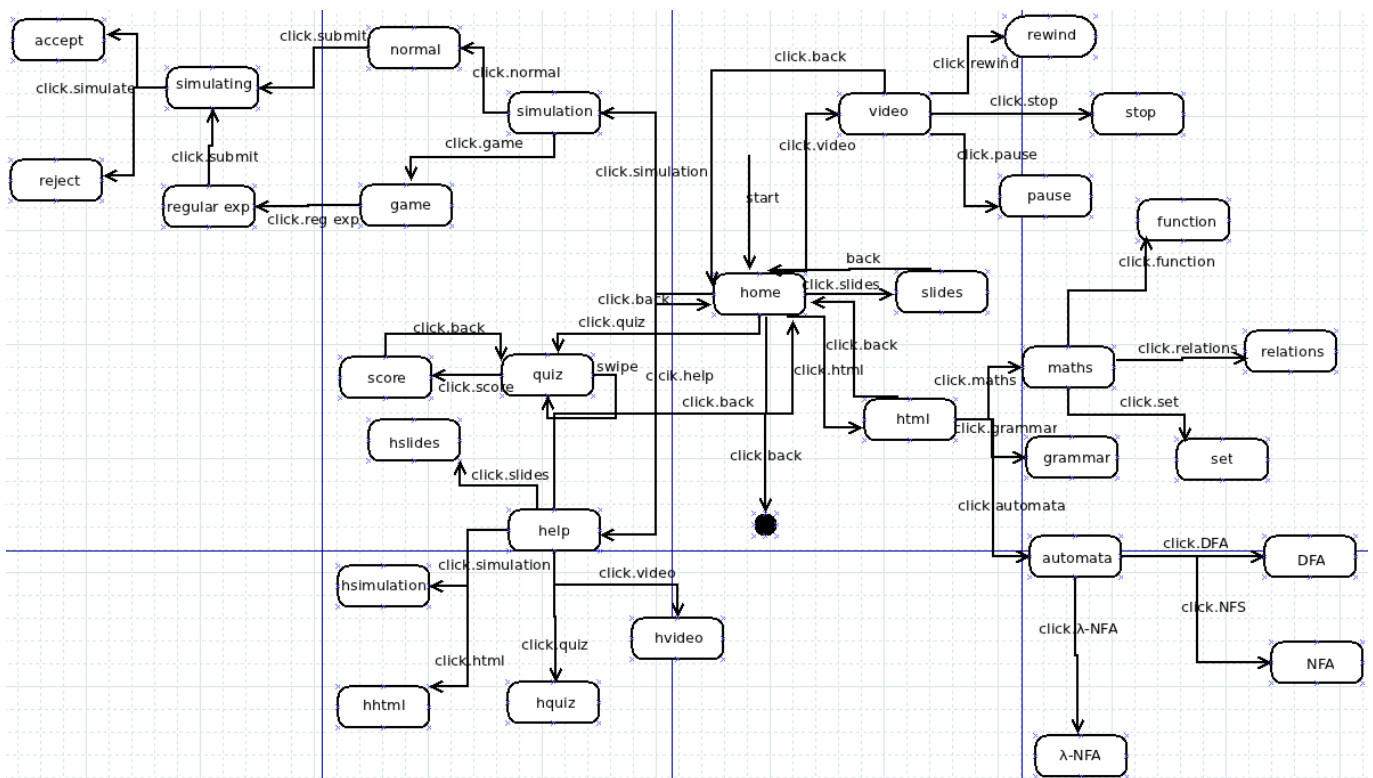 accept
click.submit
normal
rewind
click.back
click.rewind
click.normal
simulating
click.simulate
simulation
video
click.stop
stop
click.game
click.video
click.submit
click.pause
click.simulation
reject
start
pause
regular exp
game
click.reg exp
function
click.function
back
home
click.slides
slides
click.back
click.quiz
click.back
click.back
click.relations
relations
score
click.score
quiz
swipe
click.help
click.html
click.maths
maths
click.back
click.set
html
click.grammar
hslides
click.back
grammar
set
click.slides
click.automata
help
click.DFA
automata
DFA
click.simulation
click.video
hsimulation
click.NFS
click.λ-NFA
hvideo
click.quiz
click.html
NFA
hhtml
hquiz
λ-NFA